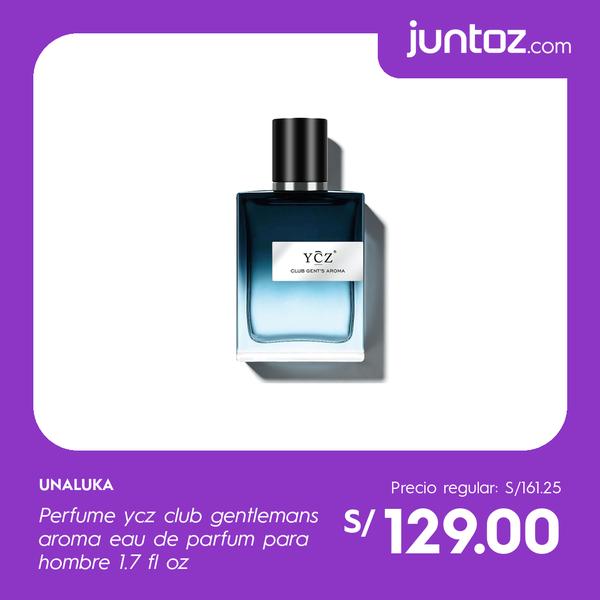 juntoz.com
YCZ
CLUB GENT'S AROMA
UNALUKA
Perfume ycz club gentlemans
aroma eau de parfum para
hombre 1.7 fl oz
Precio regular: S/161.25
S/129.00